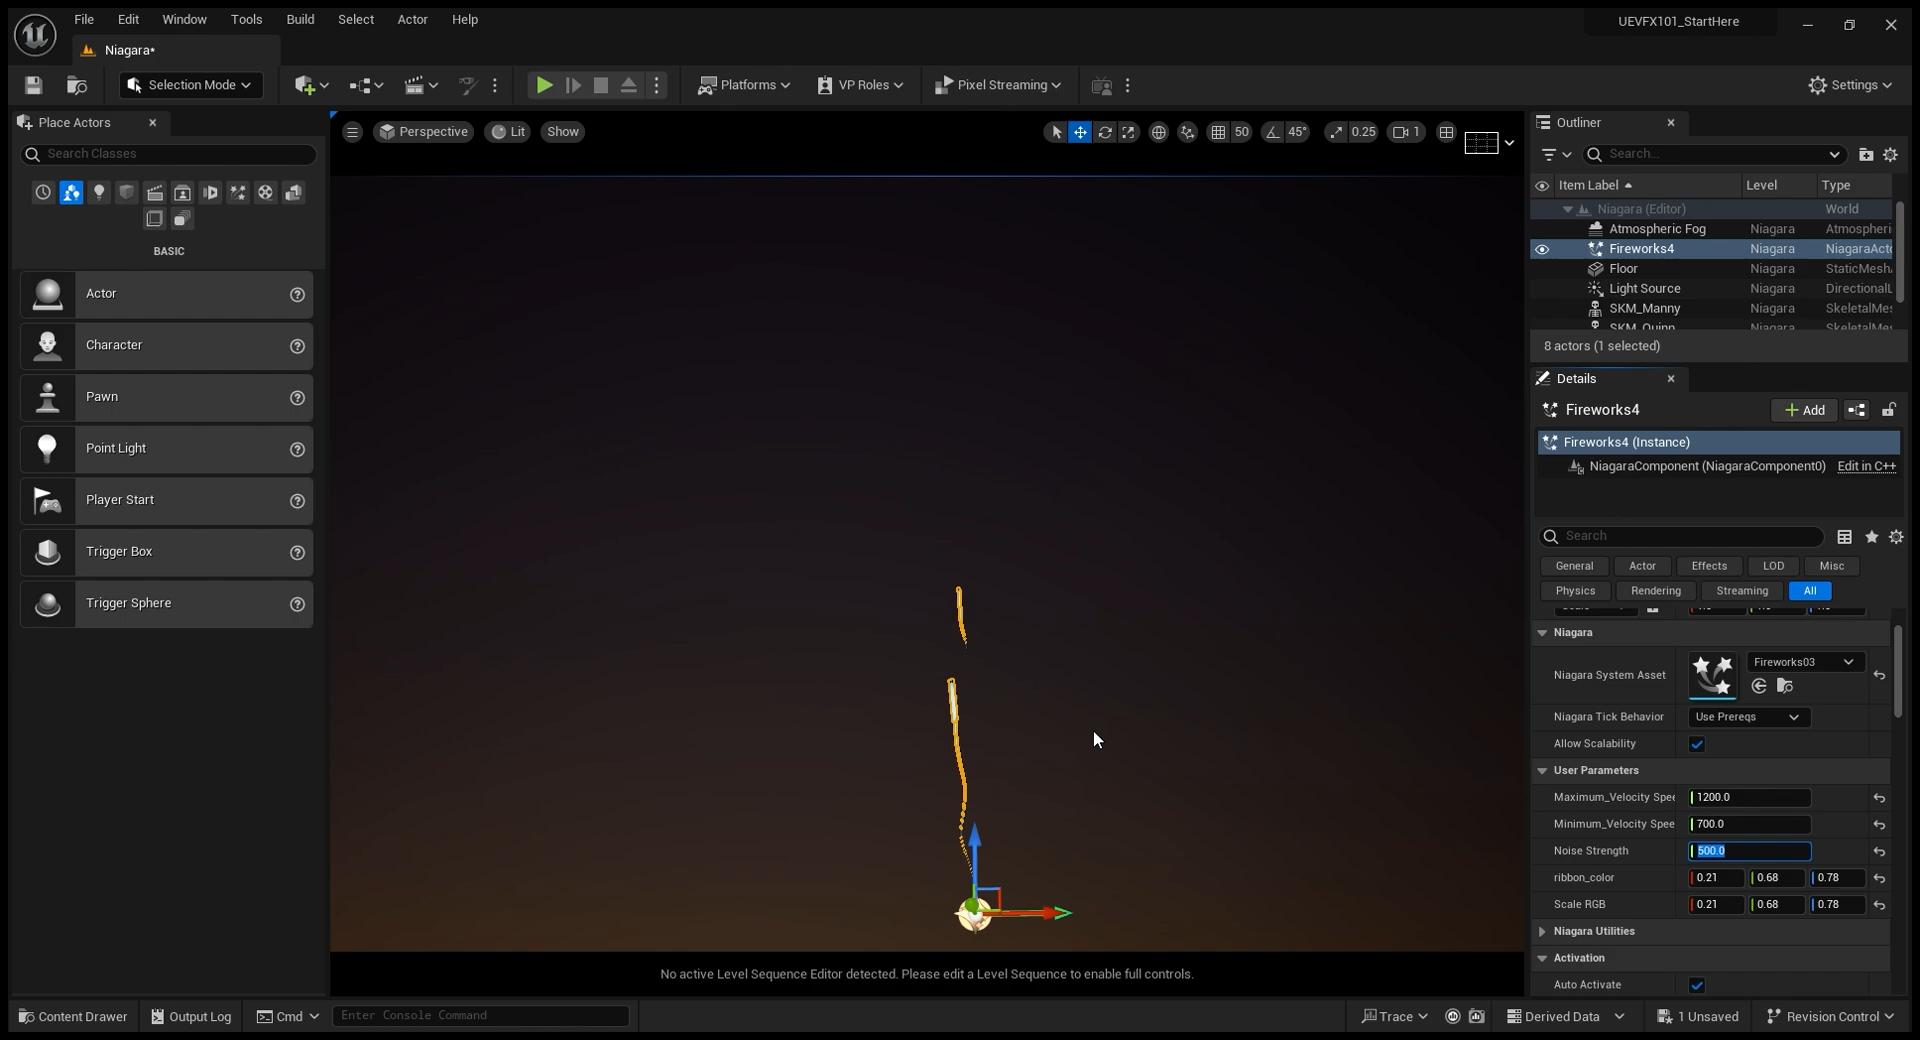 File Edit Window Tools Build Select Actor Help
UEVFX101_StartHere
Niagara*
Selection Mode
Platforms
VP Roles
Pixel Streaming
Settings
Place Actors
Search Classes
BASIC
Actor
Character
Pawn
Point Light
Player Start
Trigger Box
Trigger Sphere
Perspective Lit Show
50 45° 0.25 1
No active Level Sequence Editor detected. Please edit a Level Sequence to enable full controls.
Outliner
Search...
Item Label Level Type
Niagara (Editor) World
Atmospheric Fog Niagara Atmospheri
Fireworks4 Niagara NiagaraActo
Floor Niagara StaticMesh
Light Source Niagara DirectionalL
SKM_Manny Niagara SkeletalMes
SKM_Quinn Niagara SkeletalMes
8 actors (1 selected)
Details
Fireworks4 Add
Fireworks4 (Instance)
NiagaraComponent (NiagaraComponent0) Edit in C++
Search
General Actor Effects LOD Misc
Physics Rendering Streaming All
Niagara
Niagara System Asset Fireworks03
Niagara Tick Behavior Use Prereqs
Allow Scalability
User Parameters
Maximum_Velocity Spee 1200.0
Minimum_Velocity Spee 700.0
Noise Strength 500.0
ribbon_color 0.21 0.68 0.78
Scale RGB 0.21 0.68 0.78
Niagara Utilities
Activation
Auto Activate
Content Drawer Output Log Cmd Enter Console Command
Trace Derived Data 1 Unsaved Revision Control